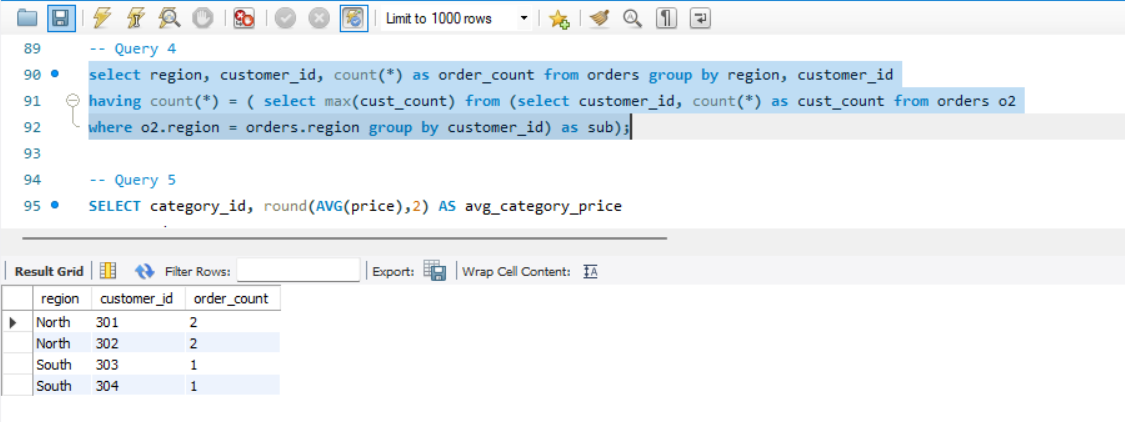 Limit to 1000 rows
89 -- Query 4
90 select region, customer_id, count(*) as order_count from orders group by region, customer_id
91 having count(*) = ( select max(cust_count) from (select customer_id, count(*) as cust_count from orders o2
92 where o2.region = orders.region group by customer_id) as sub);
93
94 -- Query 5
95 SELECT category_id, round(AVG(price),2) AS avg_category_price
Result Grid Filter Rows: Export: Wrap Cell Content: IA
region customer_id order_count
North 301 2
North 302 2
South 303 1
South 304 1